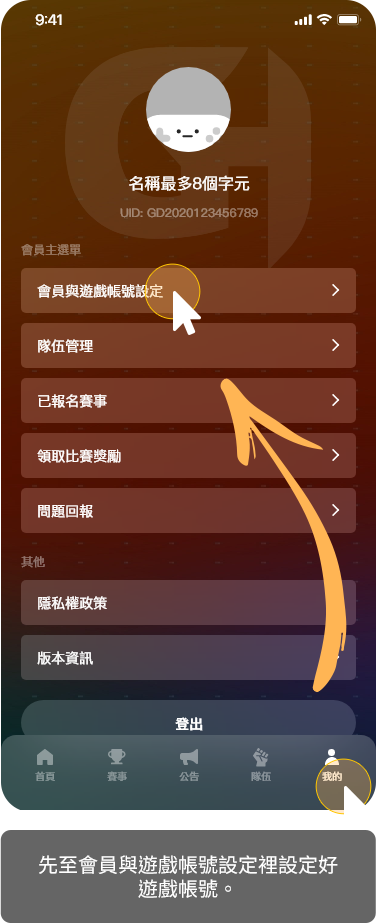 9:41
名稱最多8個字元
UID: GD2020123456789
會員主選單
會員與遊戲帳號設定
隊伍管理
已報名賽事
領取比賽獎勵
問題回報
其他
隱私權政策
版本資訊
登出
首頁
賽事
公告
隊伍
我的
先至會員與遊戲帳號設定裡設定好
遊戲帳號。